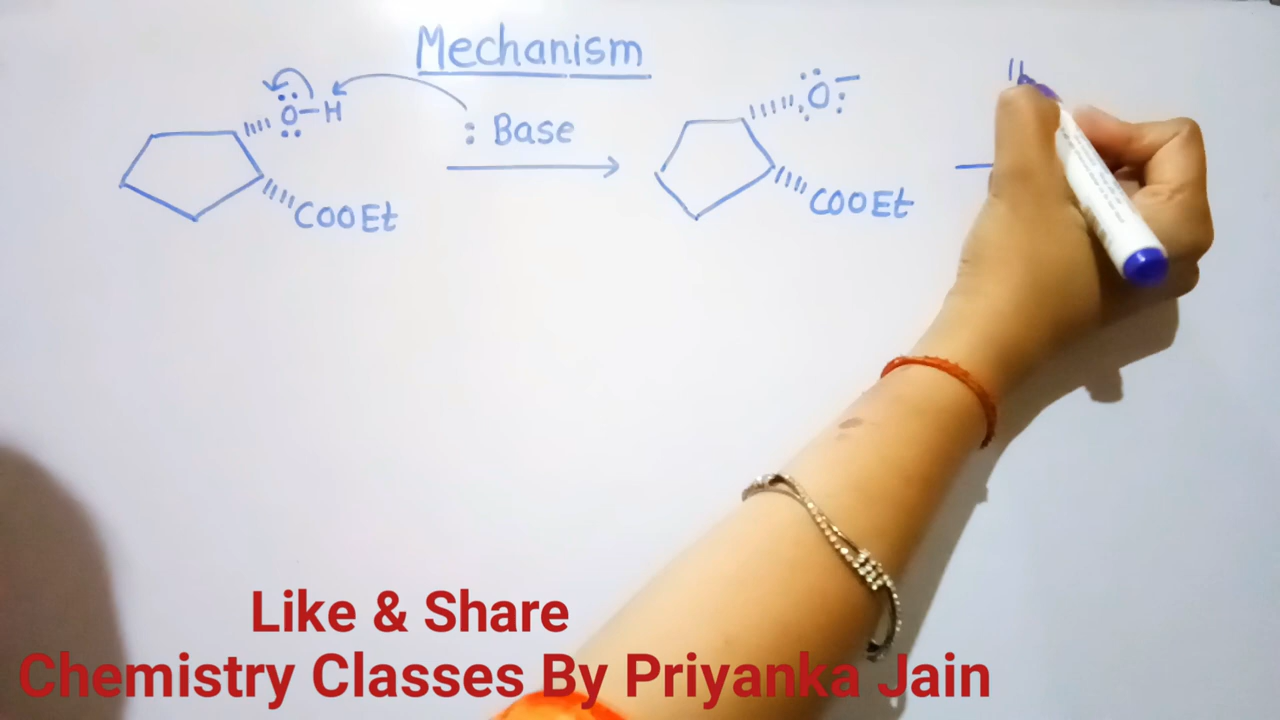 Mechanism
O-H
: Base
O-
COOEt
COOEt
Like & Share
Chemistry Classes By Priyanka Jain